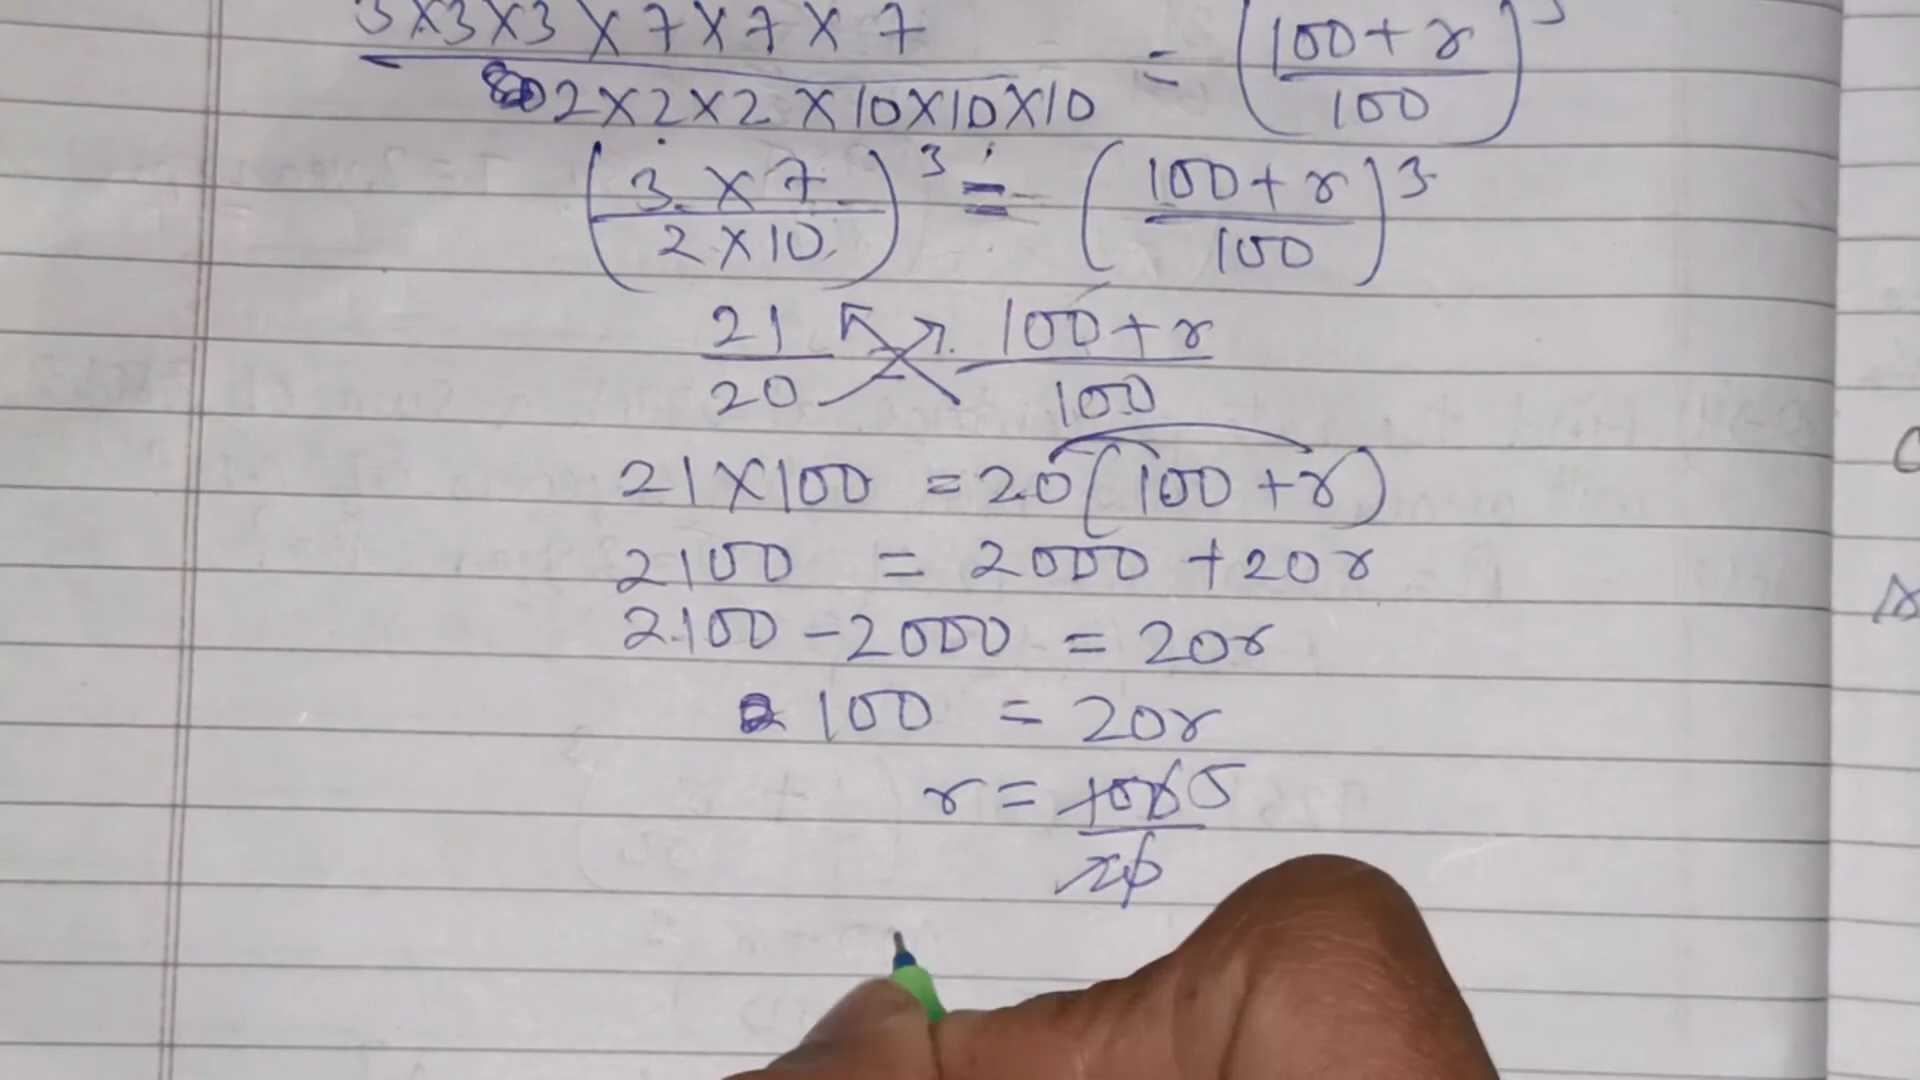 3×3×3×7×7×7 / 2×2×2×10×10×10 = (100+r / 100)³
(3×7 / 2×10)³ = (100+r / 100)³
21 / 20 = 100+r / 100
21×100 = 20(100+r)
2100 = 2000+20r
2100-2000 = 20r
100 = 20r
r = 100 5 / 20